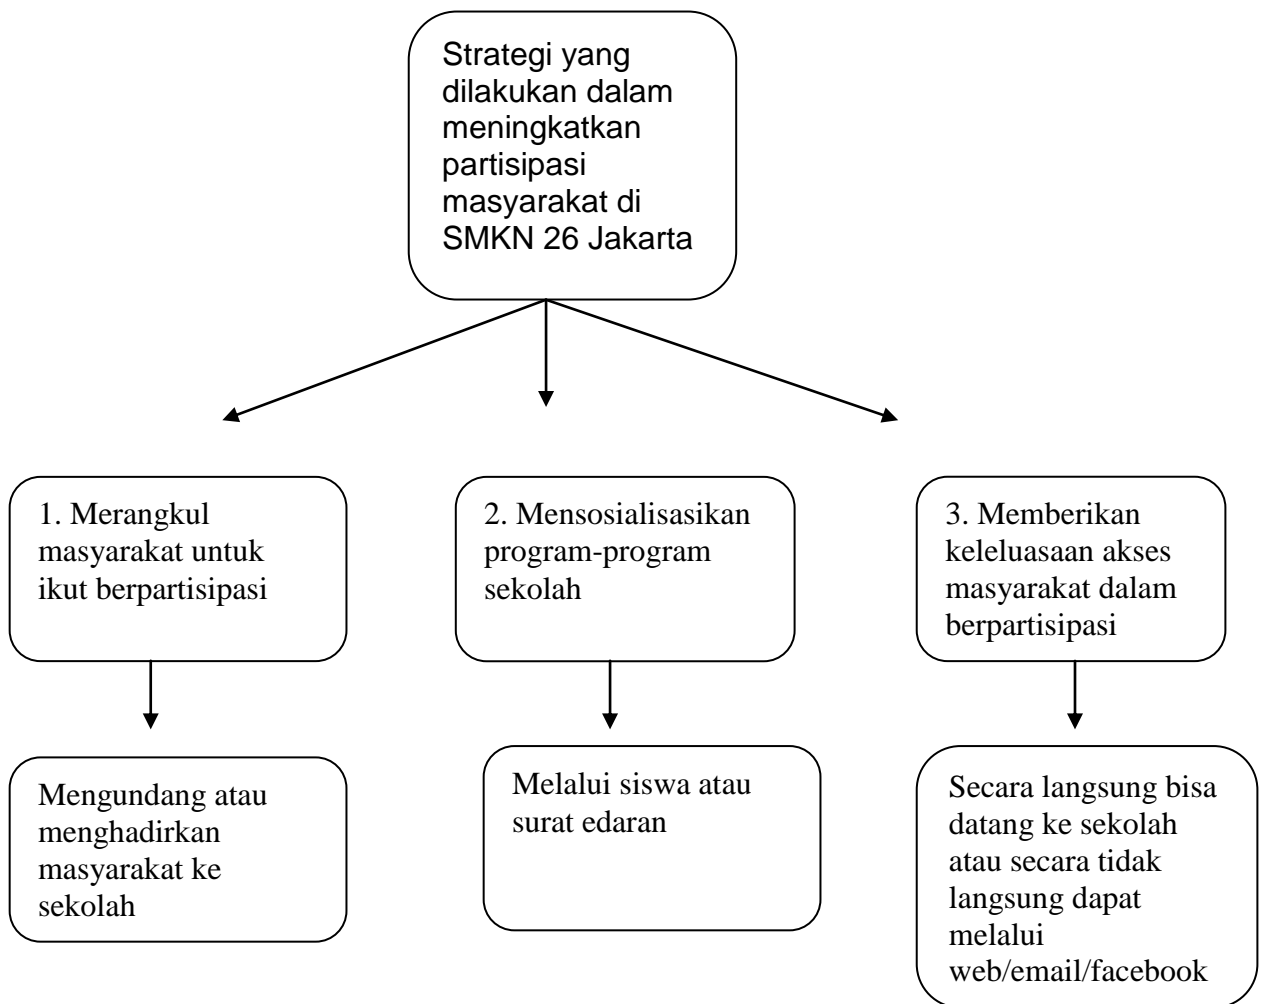 Strategi yang
dilakukan dalam
meningkatkan
partisipasi
masyarakat di
SMKN 26 Jakarta
1. Merangkul
masyarakat untuk
ikut berpartisipasi
2. Mensosialisasikan
program-program
sekolah
3. Memberikan
keleluasaan akses
masyarakat dalam
berpartisipasi
Mengundang atau
menghadirkan
masyarakat ke
sekolah
Melalui siswa atau
surat edaran
Secara langsung bisa
datang ke sekolah
atau secara tidak
langsung dapat
melalui
web/email/facebook